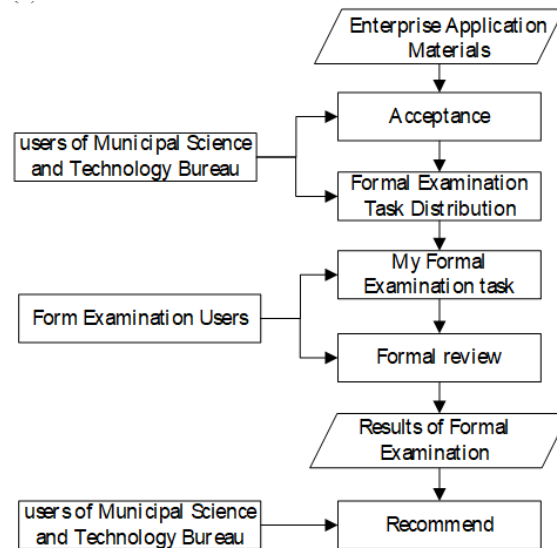 Enterprise Application
Materials
Acceptance
users of Municipal Science
and Technology Bureau
Formal Examination
Task Distribution
My Formal
Examination task
Form Examination Users
Formal review
Results of Formal
Examination
users of Municipal Science
and Technology Bureau
Recommend